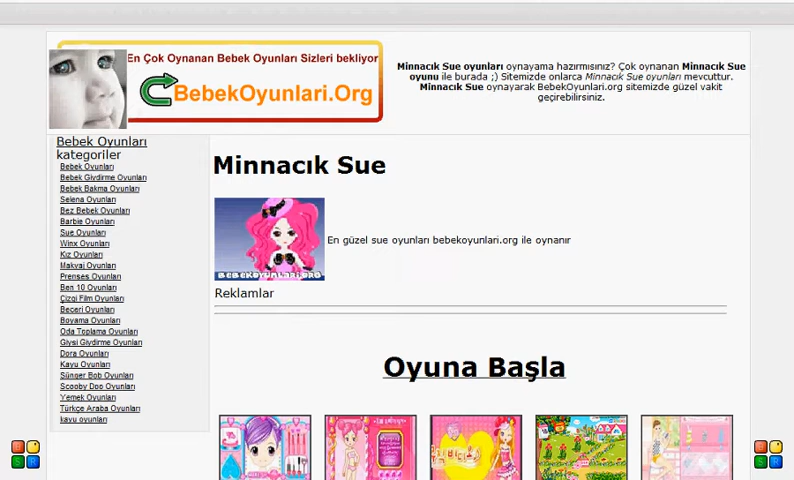 En Çok Oynanan Bebek Oyunları Sizleri bekliyor
BebekOyunlari.Org
Minnacık Sue oyunları oynayama hazırmısınız? Çok oynanan Minnacık Sue
oyunu ile burada ;) Sitemizde onlarca Minnacık Sue oyunları mevcuttur.
Minnacık Sue oynayarak BebekOyunlari.org sitemizde güzel vakit
geçirebilirsiniz.
Bebek Oyunları
kategoriler
Bebek Oyunları
Bebek Giydirme Oyunları
Bebek Bakma Oyunları
Selena Oyunları
Bez Bebek Oyunları
Barbie Oyunları
Sue Oyunları
Winx Oyunları
Kız Oyunları
Makyaj Oyunları
Prenses Oyunları
Ben 10 Oyunları
Çizgi Film Oyunları
Beceri Oyunları
Boyama Oyunları
Oda Toplama Oyunları
Giysi Giydirme Oyunları
Dora Oyunları
Kayu Oyunları
Sünger Bob Oyunları
Scooby Doo Oyunları
Yemek Oyunları
Türkçe Araba Oyunları
kayu oyunları
Minnacık Sue
BEBEKOYUNLARI.ORG
En güzel sue oyunları bebekoyunlari.org ile oynanır
Reklamlar
Oyuna Başla
B
S R
B
S R